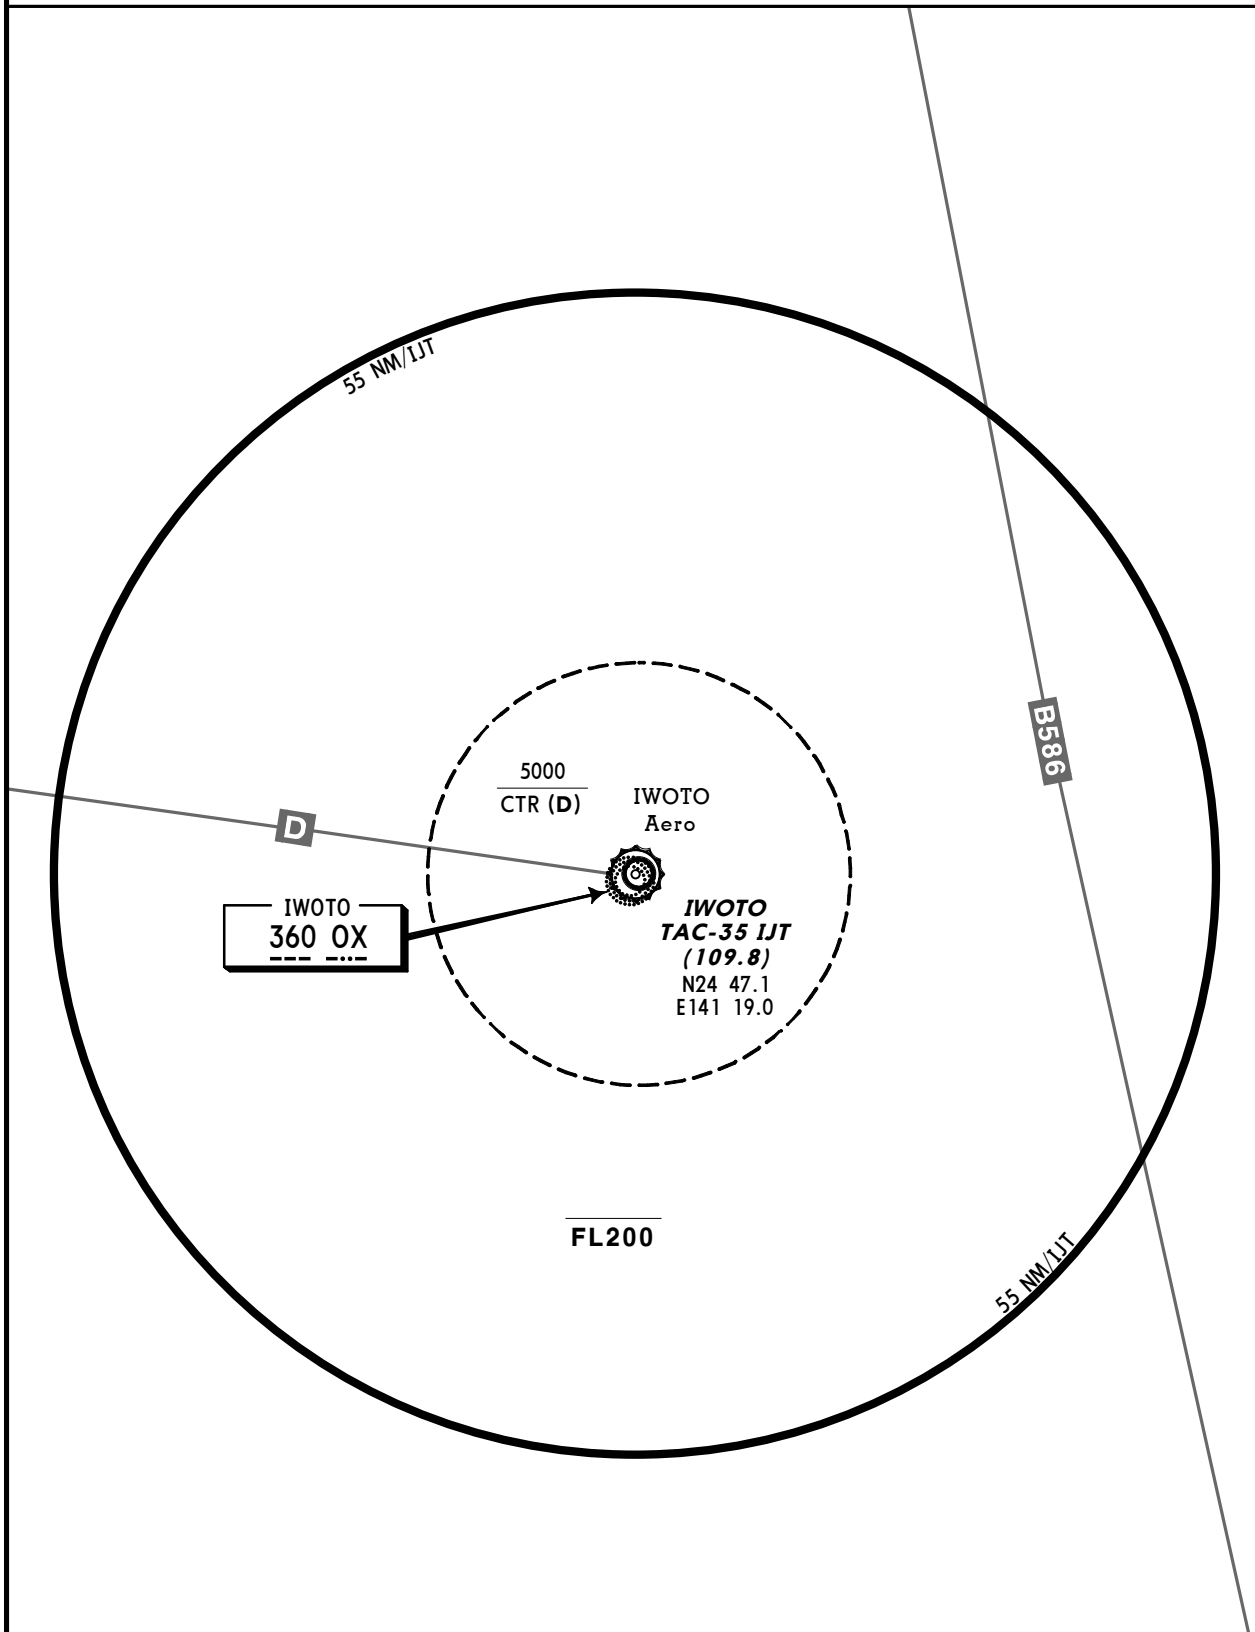 55 NM/IJT
B586
5000
CTR (D)
IWOTO
Aero
D
IWOTO
360 OX
IWOTO
TAC-35 IJT
(109.8)
N24 47.1
E141 19.0
FL200
55 NM/IJT